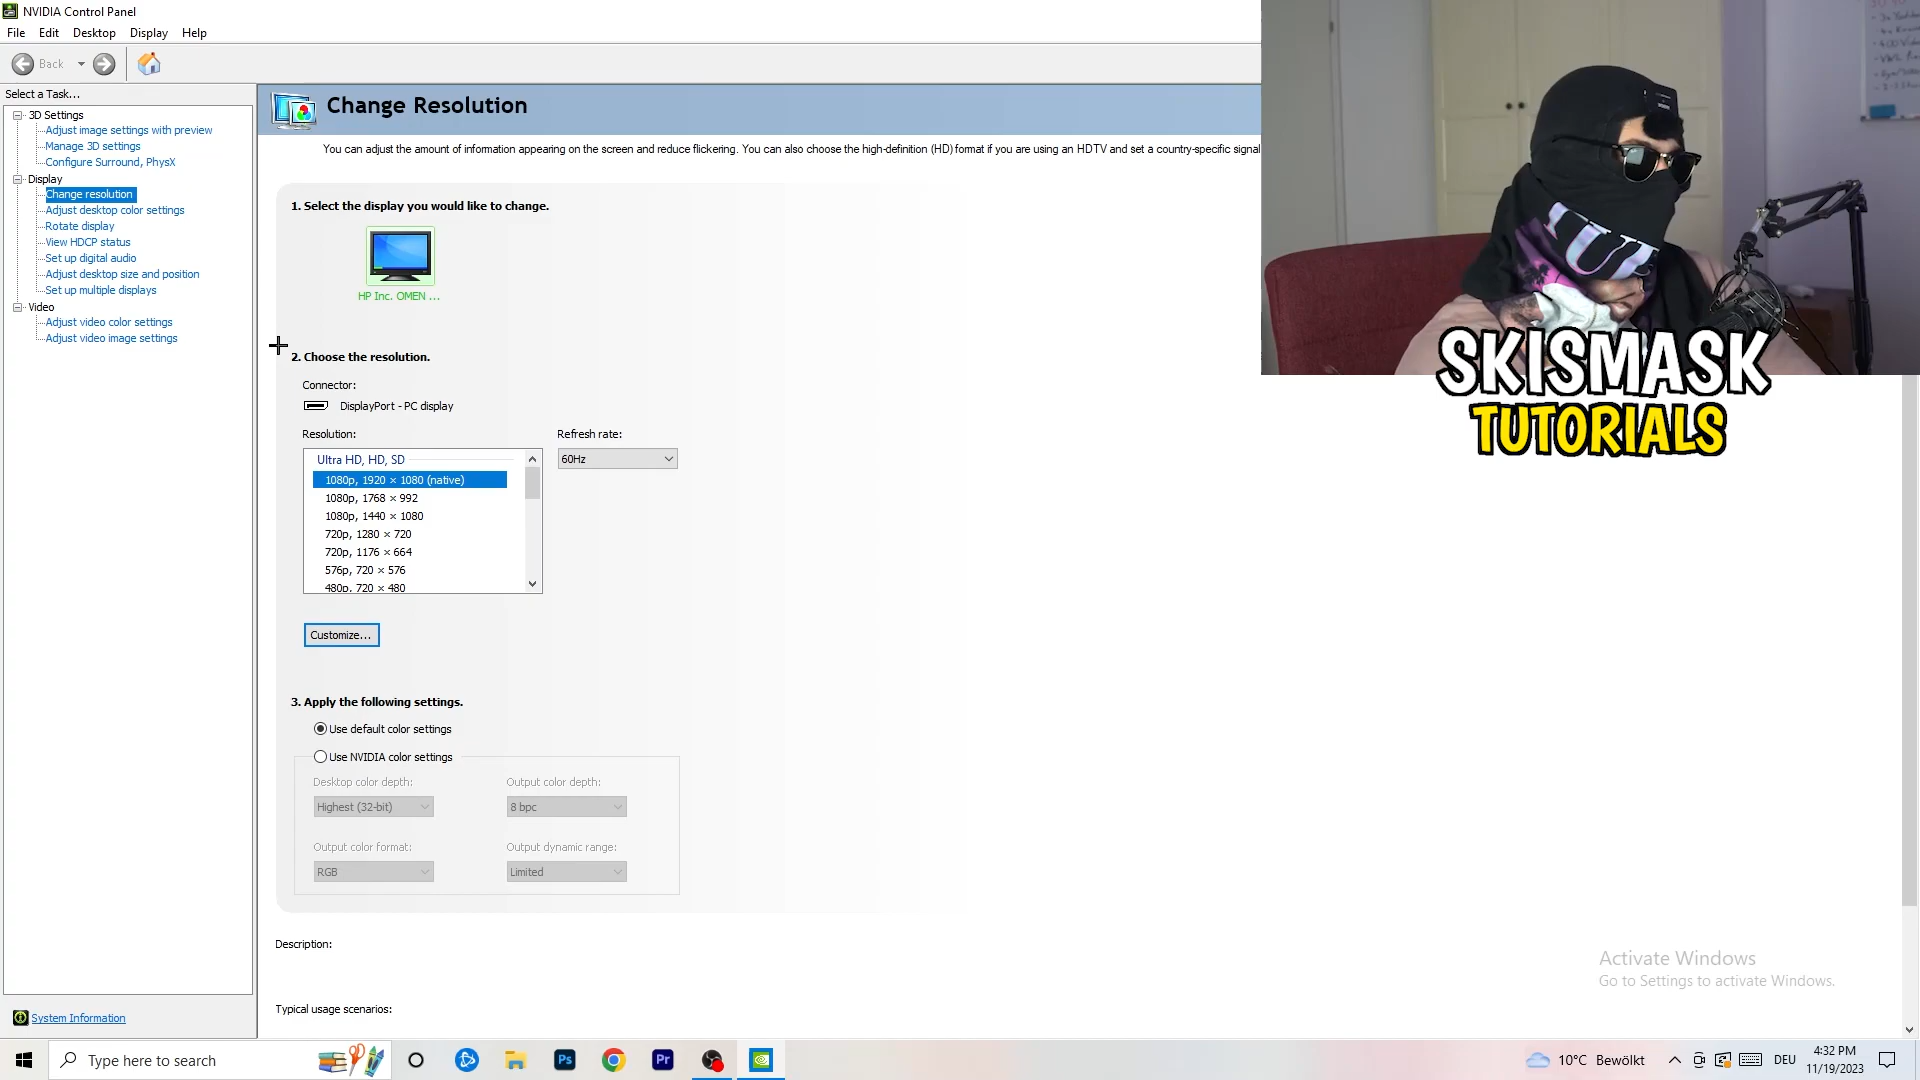 NVIDIA Control Panel
File Edit Desktop Display Help
Back
Select a Task...
3D Settings
Adjust image settings with preview
Manage 3D settings
Configure Surround, PhysX
Display
Change resolution
Adjust desktop color settings
Rotate display
View HDCP status
Set up digital audio
Adjust desktop size and position
Set up multiple displays
Video
Adjust video color settings
Adjust video image settings
System Information
Change Resolution
You can adjust the amount of information appearing on the screen and reduce flickering. You can also choose the high-definition (HD) format if you are using an HDTV and set a country-specific signal
1. Select the display you would like to change.
HP Inc. OMEN ...
2. Choose the resolution.
Connector:
DisplayPort - PC display
Resolution:
Refresh rate:
60Hz
Ultra HD, HD, SD
1080p, 1920 × 1080 (native)
1080p, 1768 × 992
1080p, 1440 × 1080
720p, 1280 × 720
720p, 1176 × 664
576p, 720 × 576
480p, 720 × 480
Customize...
3. Apply the following settings.
Use default color settings
Use NVIDIA color settings
Desktop color depth:
Output color depth:
Highest (32-bit)
8 bpc
Output color format:
Output dynamic range:
RGB
Limited
Description:
Typical usage scenarios:
SKISMASK
TUTORIALS
Activate Windows
Go to Settings to activate Windows.
Type here to search
Ps
Pr
10°C Bewölkt
DEU
4:32 PM
11/19/2023